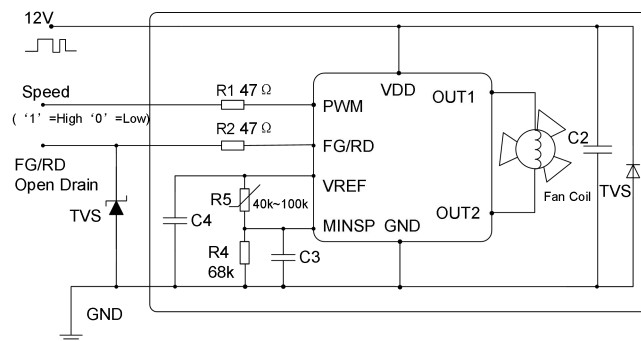 12V
Speed
( ‘1’ =High ‘0’ =Low)
FG/RD
Open Drain
TVS
GND
R1 47 Ω
R2 47 Ω
C4
R5
40k~100k
R4
68k
C3
VDD
PWM
FG/RD
VREF
MINSP
GND
OUT1
OUT2
Fan Coil
C2
TVS